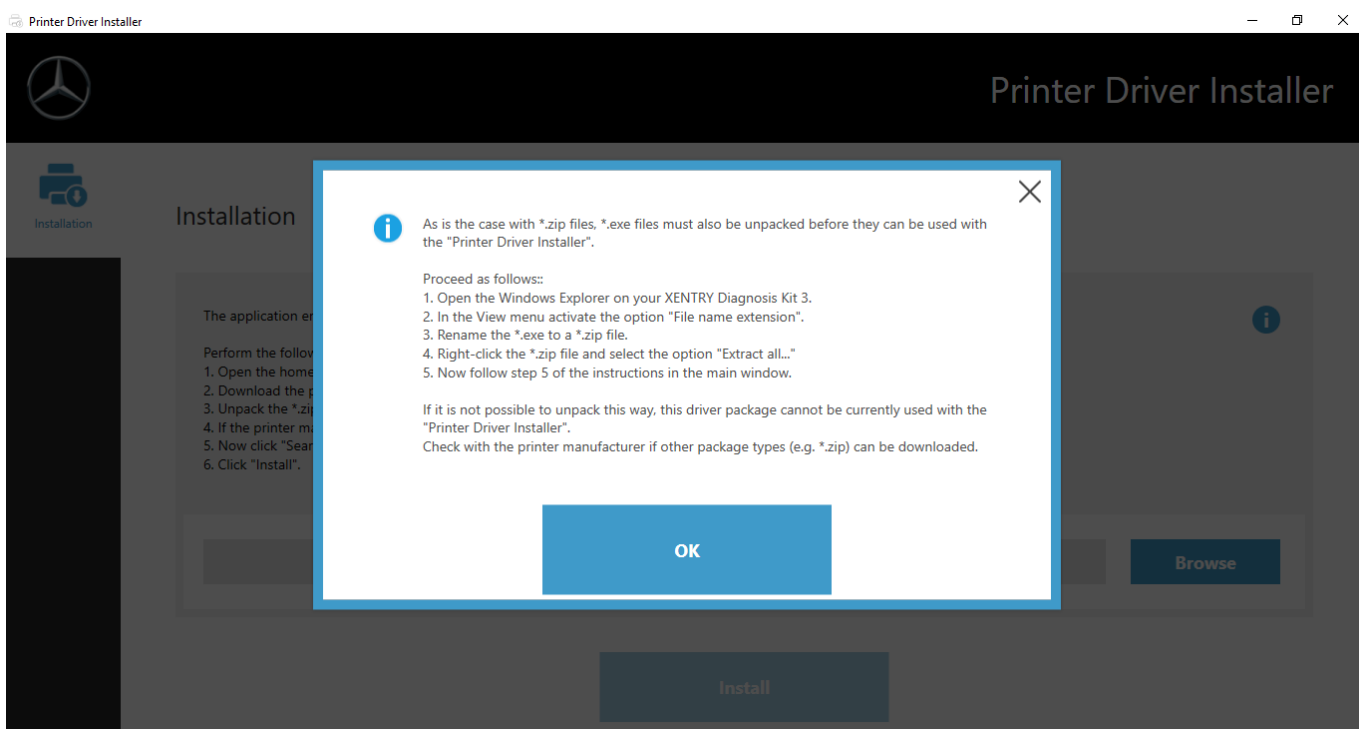 Printer Driver Installer
Printer Driver Installer
Installation
Installation
As is the case with *.zip files, *.exe files must also be unpacked before they can be used with
the "Printer Driver Installer".
Proceed as follows::
1. Open the Windows Explorer on your XENTRY Diagnosis Kit 3.
2. In the View menu activate the option "File name extension".
3. Rename the *.exe to a *.zip file.
4. Right-click the *.zip file and select the option "Extract all..."
5. Now follow step 5 of the instructions in the main window.
If it is not possible to unpack this way, this driver package cannot be currently used with the
"Printer Driver Installer".
Check with the printer manufacturer if other package types (e.g. *.zip) can be downloaded.
OK
The application
Perform the
1. Open the home
2. Download the
3. Unpack the
4. If the printer
5. Now click
6. Click "Install".
Browse
Install